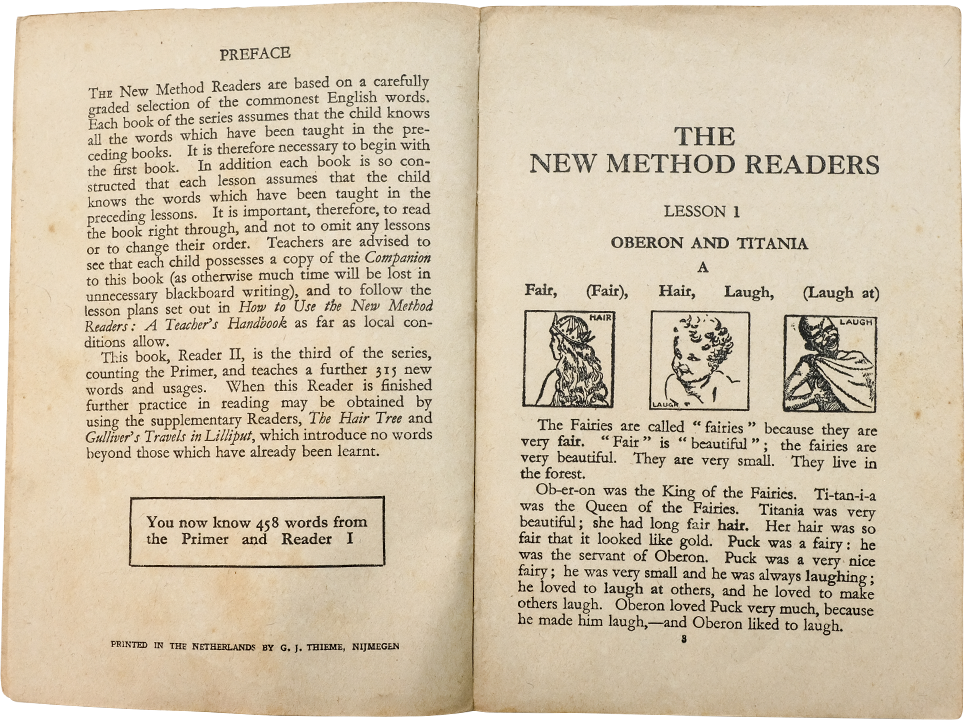 PREFACE
THE New Method Readers are based on a carefully
graded selection of the commonest English words.
Each book of the series assumes that the child knows
all the words which have been taught in the pre-
ceding books. It is therefore necessary to begin with
the first book. In addition each book is so con-
structed that each lesson assumes that the child
knows the words which have been taught in the
preceding lessons. It is important, therefore, to read
the book right through, and not to omit any lessons
or to change their order. Teachers are advised to
see that each child possesses a copy of the Companion
to this book (as otherwise much time will be lost in
unnecessary blackboard writing), and to follow the
lesson plans set out in How to Use the New Method
Readers: A Teacher's Handbook as far as local con-
ditions allow.
This book, Reader II, is the third of the series,
counting the Primer, and teaches a further 315 new
words and usages. When this Reader is finished
further practice in reading may be obtained by
using the supplementary Readers, The Hair Tree and
Gulliver's Travels in Lilliput, which introduce no words
beyond those which have already been learnt.
You now know 458 words from
the Primer and Reader I
PRINTED IN THE NETHERLANDS BY G. J. THIEME, NIJMEGEN
THE
NEW METHOD READERS
LESSON 1
OBERON AND TITANIA
A
Fair, (Fair), Hair, Laugh, (Laugh at)
HAIR
LAUGH
LAUGH
The Fairies are called "fairies" because they are
very fair. "Fair" is "beautiful"; the fairies are
very beautiful. They are very small. They live in
the forest.
Ob-er-on was the King of the Fairies. Ti-tan-i-a
was the Queen of the Fairies. Titania was very
beautiful; she had long fair hair. Her hair was so
fair that it looked like gold. Puck was a fairy: he
was the servant of Oberon. Puck was a very nice
fairy; he was very small and he was always laughing;
he loved to laugh at others, and he loved to make
others laugh. Oberon loved Puck very much, because
he made him laugh,—and Oberon liked to laugh.
8